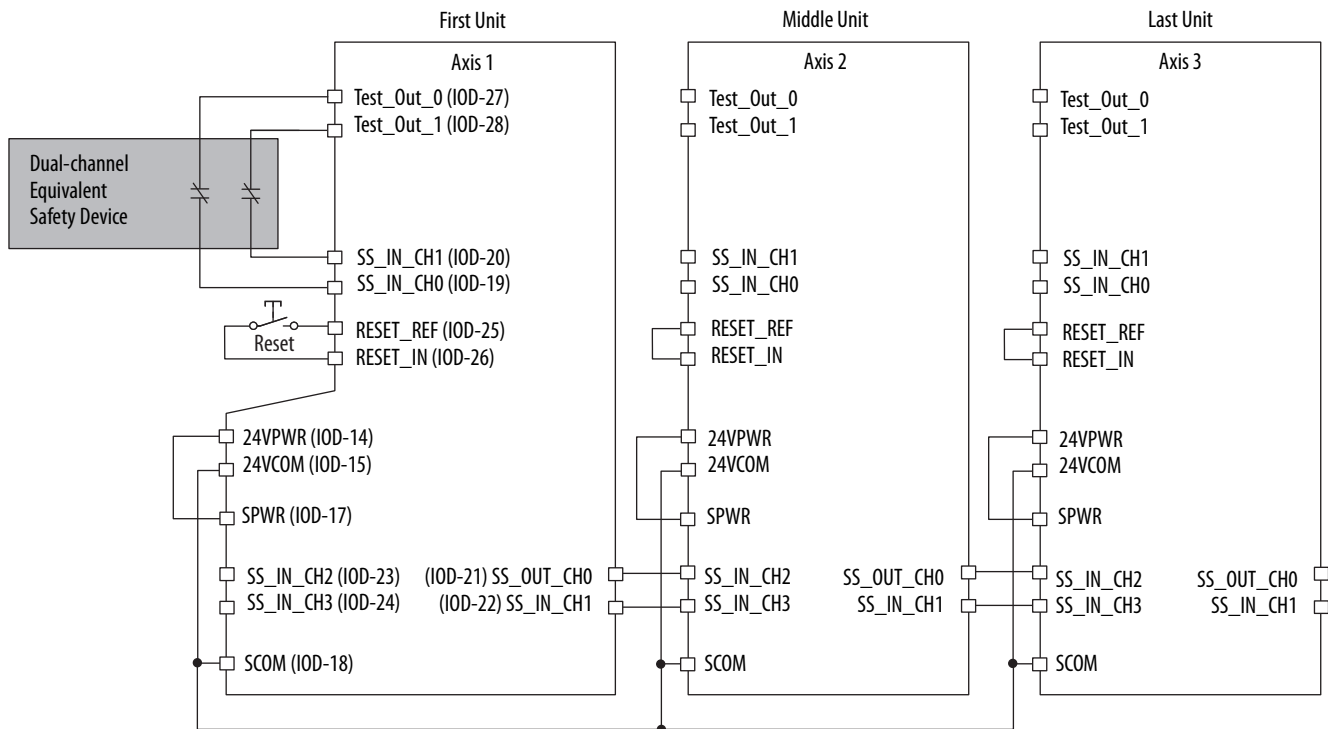 First Unit
Middle Unit
Last Unit
Axis 1
Axis 2
Axis 3
Test_Out_0 (IOD-27)
Test_Out_1 (IOD-28)
Dual-channel
Equivalent
Safety Device
SS_IN_CH1 (IOD-20)
SS_IN_CH0 (IOD-19)
Reset
RESET_REF (IOD-25)
RESET_IN (IOD-26)
24VPWR (IOD-14)
24VCOM (IOD-15)
SPWR (IOD-17)
SS_IN_CH2 (IOD-23)
SS_IN_CH3 (IOD-24)
(IOD-21) SS_OUT_CH0
(IOD-22) SS_IN_CH1
SCOM (IOD-18)
Test_Out_0
Test_Out_1
SS_IN_CH1
SS_IN_CH0
RESET_REF
RESET_IN
24VPWR
24VCOM
SPWR
SS_IN_CH2
SS_IN_CH3
SS_OUT_CH0
SS_IN_CH1
SCOM
Test_Out_0
Test_Out_1
SS_IN_CH1
SS_IN_CH0
RESET_REF
RESET_IN
24VPWR
24VCOM
SPWR
SS_IN_CH2
SS_IN_CH3
SS_OUT_CH0
SS_IN_CH1
SCOM